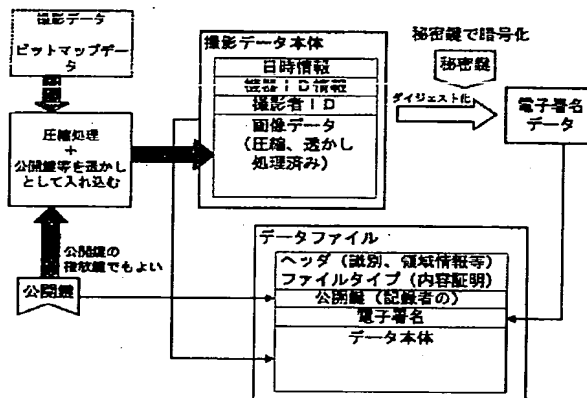 撮影データ
ビットマップデ
ータ
圧縮処理
+
公開鍵等を透かし
として入れ込む
公開鍵の
指紋鍵でもよい
公開鍵
撮影データ本体
日時情報
機器ID情報
撮影者ID
画像データ
(圧縮、透かし
処理済み)
秘密鍵で暗号化
秘密鍵
ダイジェスト化
電子署名
データ
データファイル
ヘッダ(識別、領域情報等)
ファイルタイプ(内容証明)
公開鍵(記録者の)
電子署名
データ本体